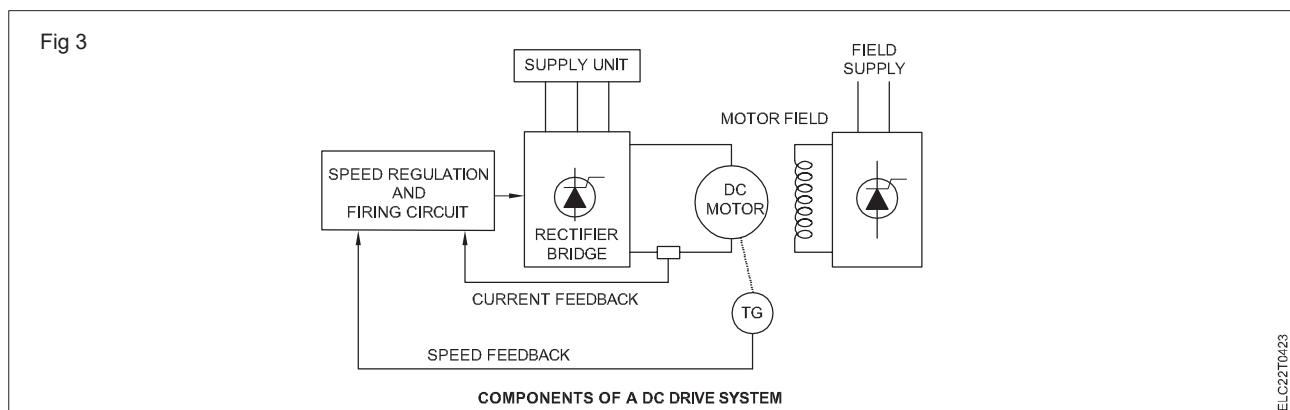 Fig 3
SUPPLY UNIT
FIELD
SUPPLY
MOTOR FIELD
SPEED REGULATION
AND
FIRING CIRCUIT
RECTIFIER
BRIDGE
DC
MOTOR
CURRENT FEEDBACK
TG
SPEED FEEDBACK
COMPONENTS OF A DC DRIVE SYSTEM
ELC22T0423